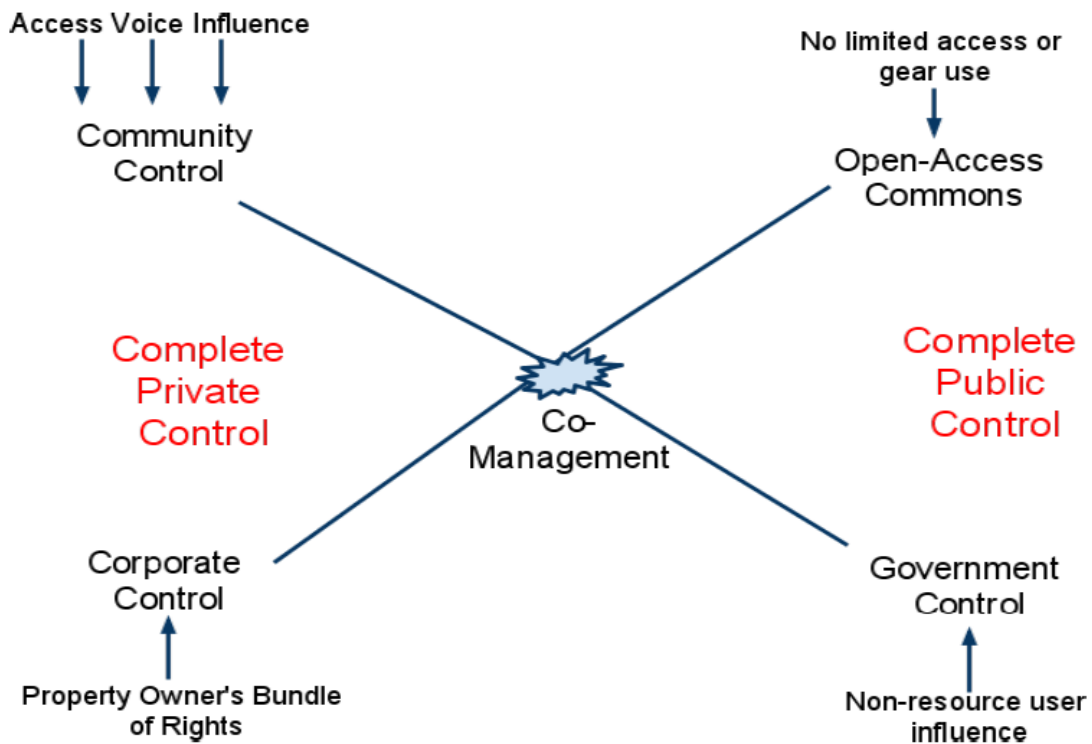 Access Voice Influence
Community
Control
No limited access or
gear use
Open-Access
Commons
Complete
Private
Control
Complete
Public
Control
Co-
Management
Corporate
Control
Property Owner's Bundle
of Rights
Government
Control
Non-resource user
influence